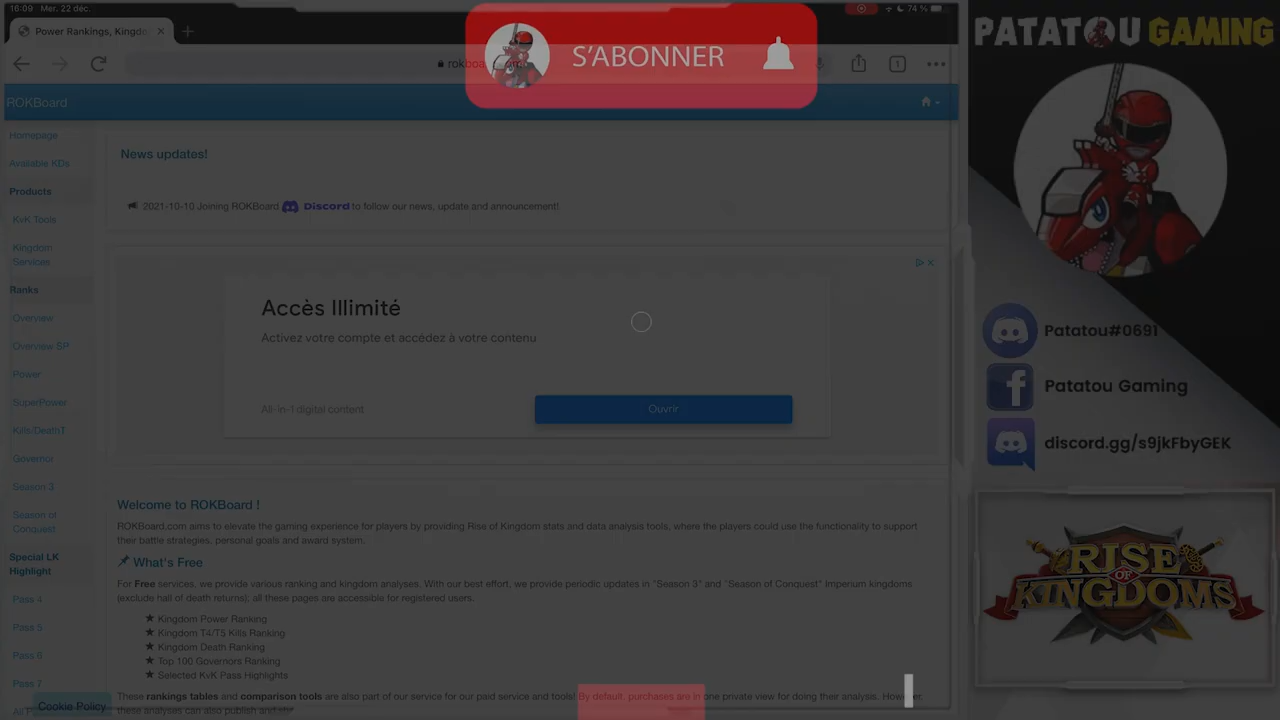 16:09 Mer. 22 déc.
74 %
Power Rankings, Kingdo
S'ABONNER
ROKBoard
Homepage
Available KDs
Products
KvK Tools
Kingdom
Services
Ranks
Overview
Overview SP
Power
SuperPower
Kills/DeathT
Governor
Season 3
Season of
Conquest
Special LK
Highlight
Pass 4
Pass 5
Pass 6
Pass 7
Cookie Policy
News updates!
2021-10-10 Joining ROKBoard Discord to follow our news, update and announcement!
Accès Illimité
Activez votre compte et accédez à votre contenu
All-in-1 digital content
Ouvrir
Welcome to ROKBoard !
ROKBoard.com aims to elevate the gaming experience for players by providing Rise of Kingdom stats and data analysis tools, where the players could use the functionality to support
their battle strategies, personal goals and award system.
What's Free
For Free services, we provide various ranking and kingdom analyses. With our best effort, we provide periodic updates in "Season 3" and "Season of Conquest" Imperium kingdoms
(exclude hall of death returns); all these pages are accessible for registered users.
★ Kingdom Power Ranking
★ Kingdom T4/T5 Kills Ranking
★ Kingdom Death Ranking
★ Top 100 Governors Ranking
★ Selected KvK Pass Highlights
These rankings tables and comparison tools are also part of our service for our paid service and tools! By default, purchases are in one private view for doing their analysis. However,
these analyses can also publish and
PATATOU GAMING
Patatou#0691
Patatou Gaming
discord.gg/s9jkFbyGEK
RISE
OF
KINGDOMS